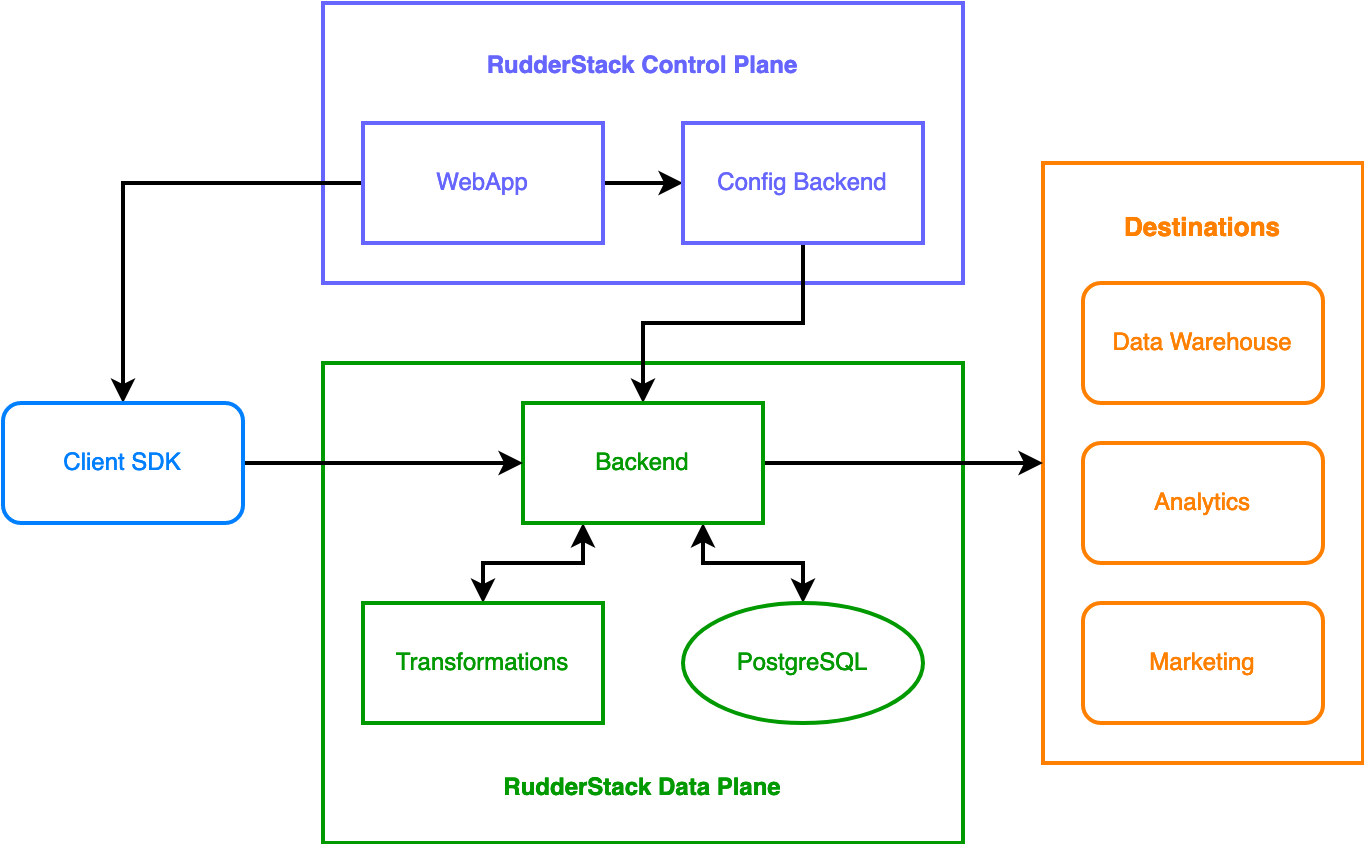 RudderStack Control Plane
WebApp
Config Backend
Destinations
Data Warehouse
Client SDK
Backend
Analytics
Transformations
PostgreSQL
Marketing
RudderStack Data Plane